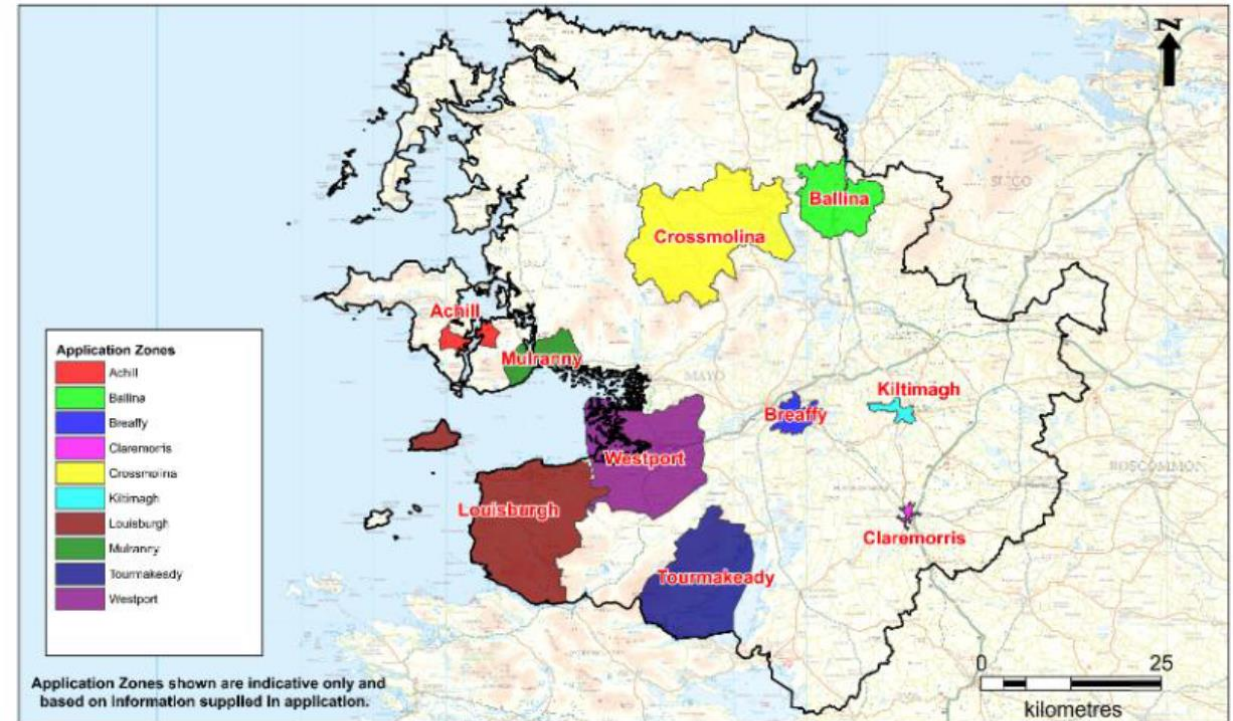 N
Ballina
Crossmolina
Achill
Mulranny
MAYO
Kiltimagh
Breaffy
Westport
ROSCOMMON
Louisburgh
Claremorris
Tourmakeady
Application Zones
Achill
Ballina
Breaffy
Claremorris
Crossmolina
Kiltimagh
Louisburgh
Mulranny
Tourmakeady
Westport
Application Zones shown are indicative only and
based on information supplied in application.
0 25
kilometres